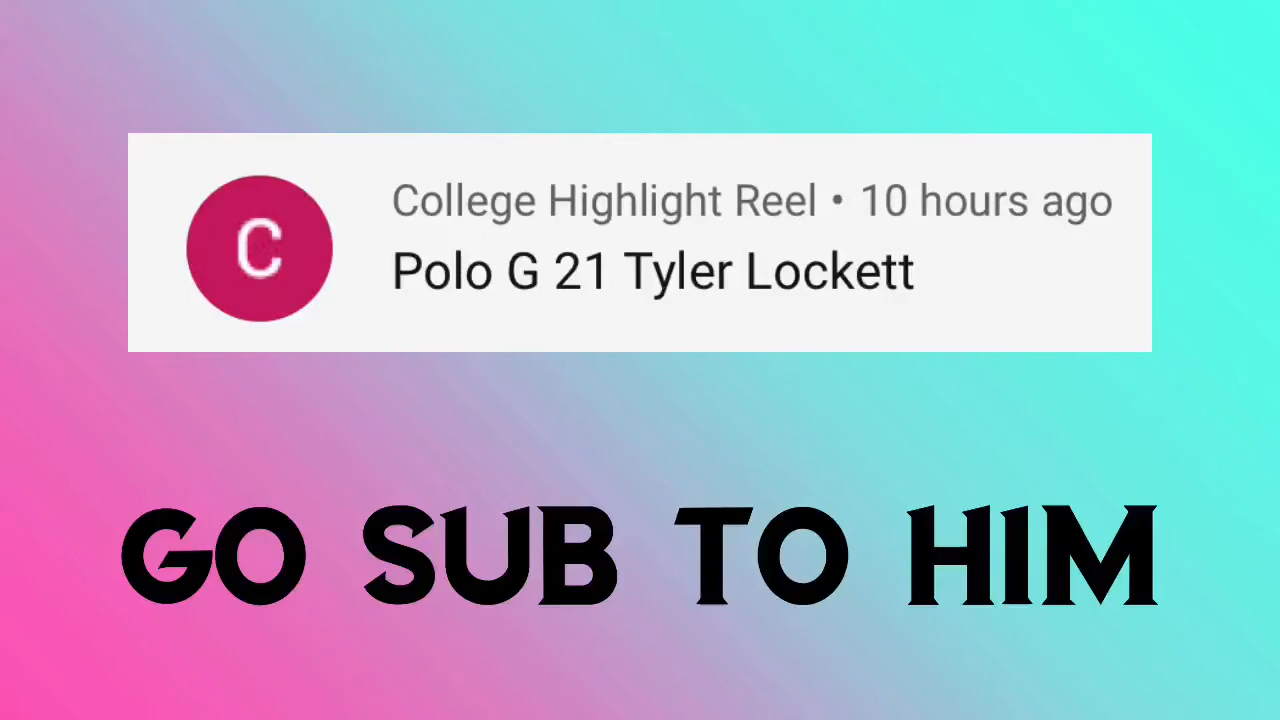 C
College Highlight Reel • 10 hours ago
Polo G 21 Tyler Lockett
GO SUB TO HIM